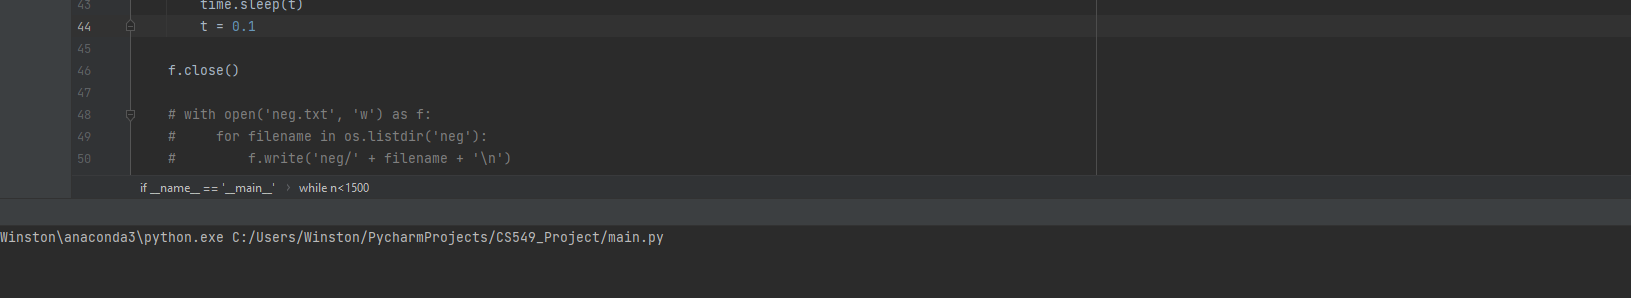 43 time.sleep(t)
44 t = 0.1
45
46 f.close()
47
48 # with open('neg.txt', 'w') as f:
49 #     for filename in os.listdir('neg'):
50 #         f.write('neg/' + filename + '\n')
if __name__ == '__main__' › while n<1500
Winston\anaconda3\python.exe C:/Users/Winston/PycharmProjects/CS549_Project/main.py